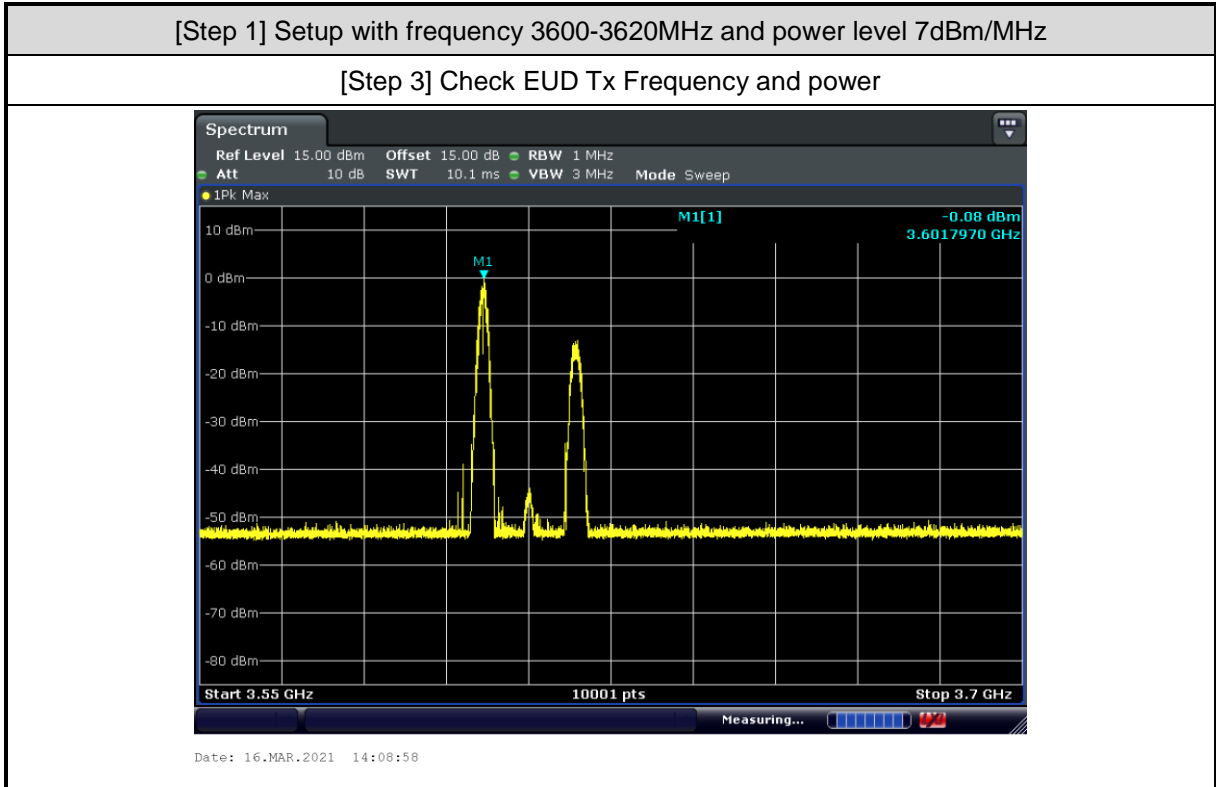 [Step 1] Setup with frequency 3600-3620MHz and power level 7dBm/MHz
[Step 3] Check EUD Tx Frequency and power
Spectrum
Ref Level 15.00 dBm Offset 15.00 dB RBW 1 MHz
Att 10 dB SWT 10.1 ms VBW 3 MHz Mode Sweep
1Pk Max
M1[1] -0.08 dBm
3.6017970 GHz
10 dBm
M1
0 dBm
-10 dBm
-20 dBm
-30 dBm
-40 dBm
-50 dBm
-60 dBm
-70 dBm
-80 dBm
Start 3.55 GHz 10001 pts Stop 3.7 GHz
Measuring...
Date: 16.MAR.2021 14:08:58